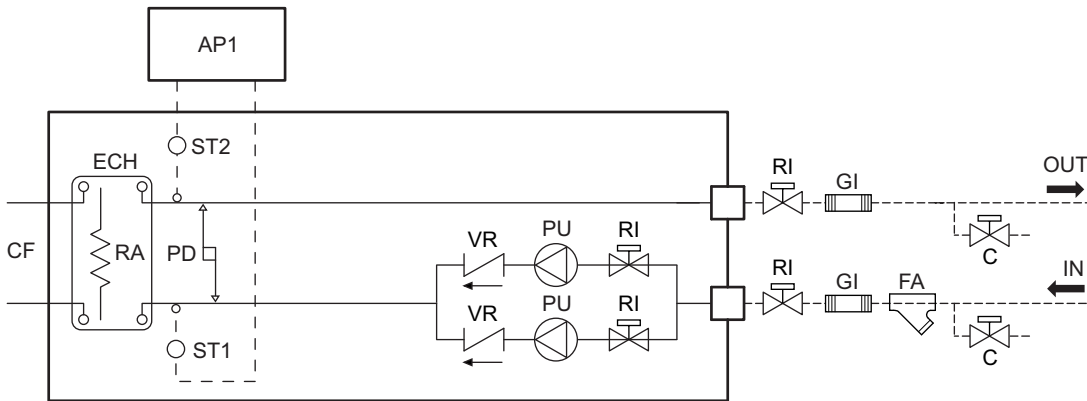 AP1
ST2
ECH
RI
GI
OUT
CF
RA
PD
VR
PU
RI
C
RI
GI
FA
IN
VR
PU
RI
ST1
C